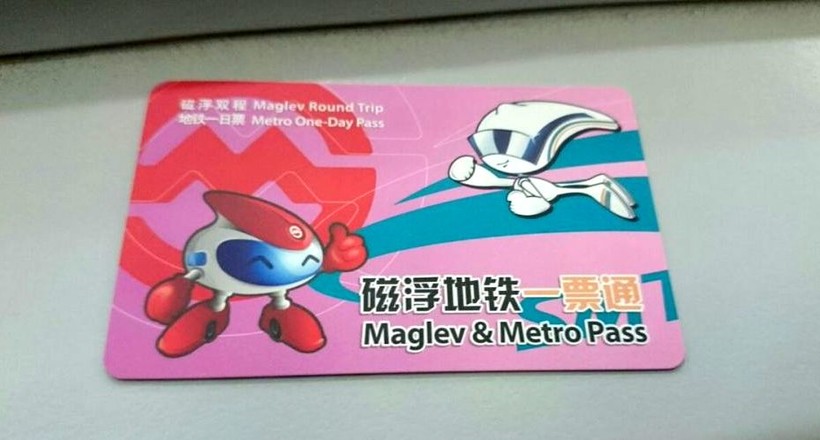 磁浮双程 Maglev Round Trip
地铁一日票 Metro One-Day Pass
磁浮地铁一票通
Maglev & Metro Pass